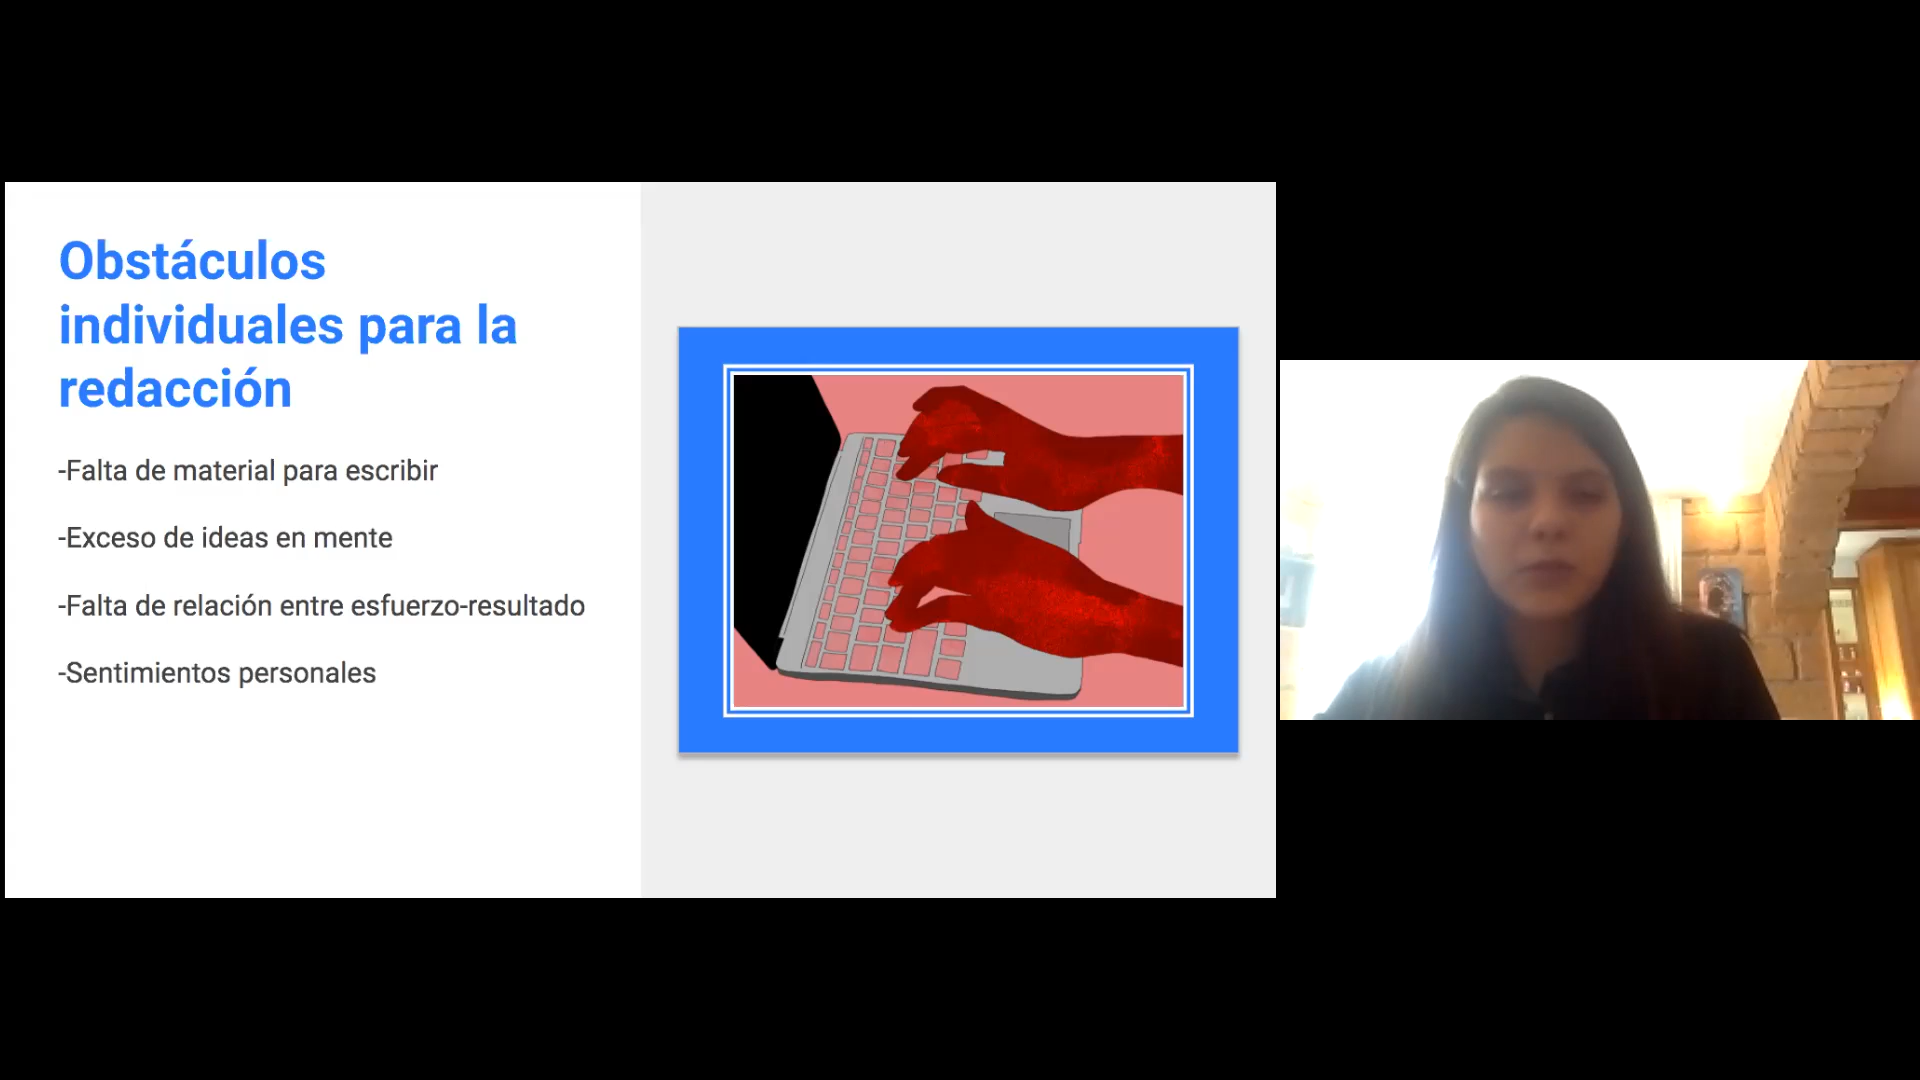 Obstáculos
individuales para la
redacción
-Falta de material para escribir
-Exceso de ideas en mente
-Falta de relación entre esfuerzo-resultado
-Sentimientos personales